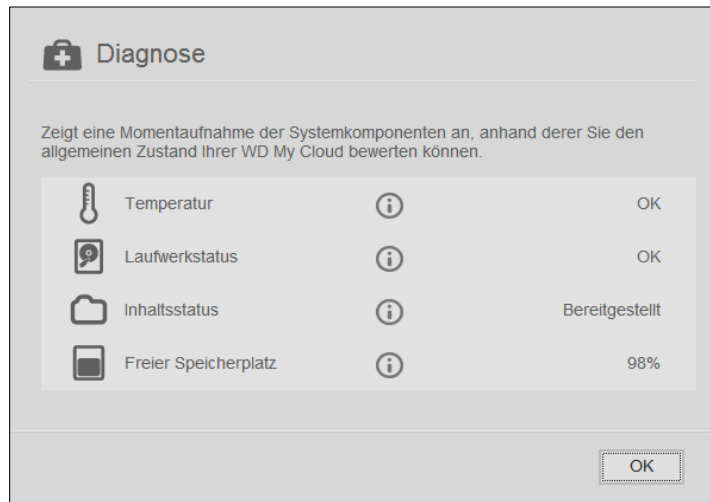 Diagnose
Zeigt eine Momentaufnahme der Systemkomponenten an, anhand derer Sie den
allgemeinen Zustand Ihrer WD My Cloud bewerten können.
Temperatur OK
Laufwerkstatus OK
Inhaltsstatus Bereitgestellt
Freier Speicherplatz 98%
OK